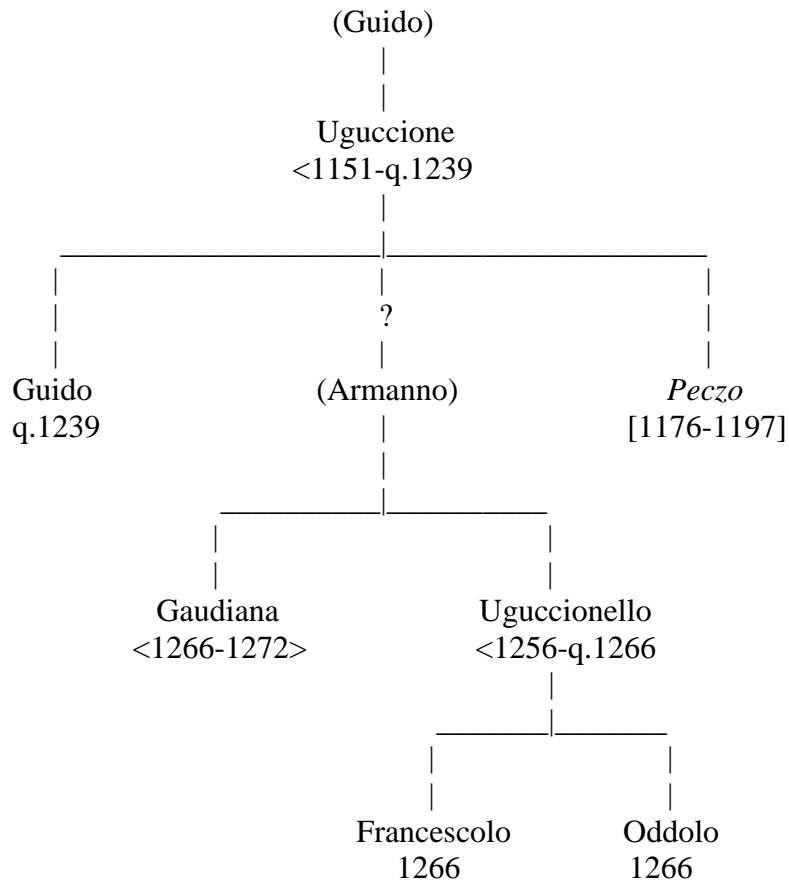 (Guido)
Uguccione
<1151-q.1239
?
Guido (Armanno) Peczo
q.1239 [1176-1197]
Gaudiana Uguccionello
<1266-1272> <1256-q.1266
Francescolo Oddolo
1266 1266